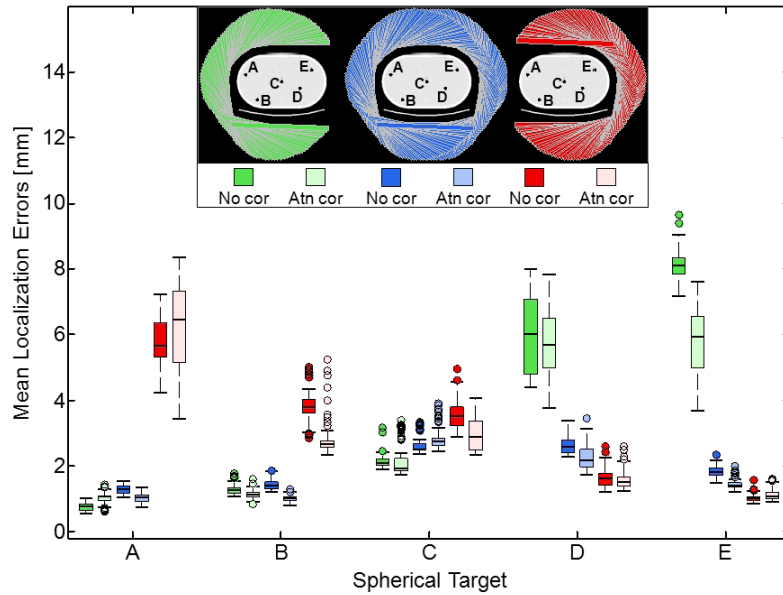 A E A E A E
C C C
B D B D B D
No cor Atn cor No cor Atn cor No cor Atn cor
Mean Localization Errors [mm]
14
12
10
8
6
4
2
0
A B C D E
Spherical Target